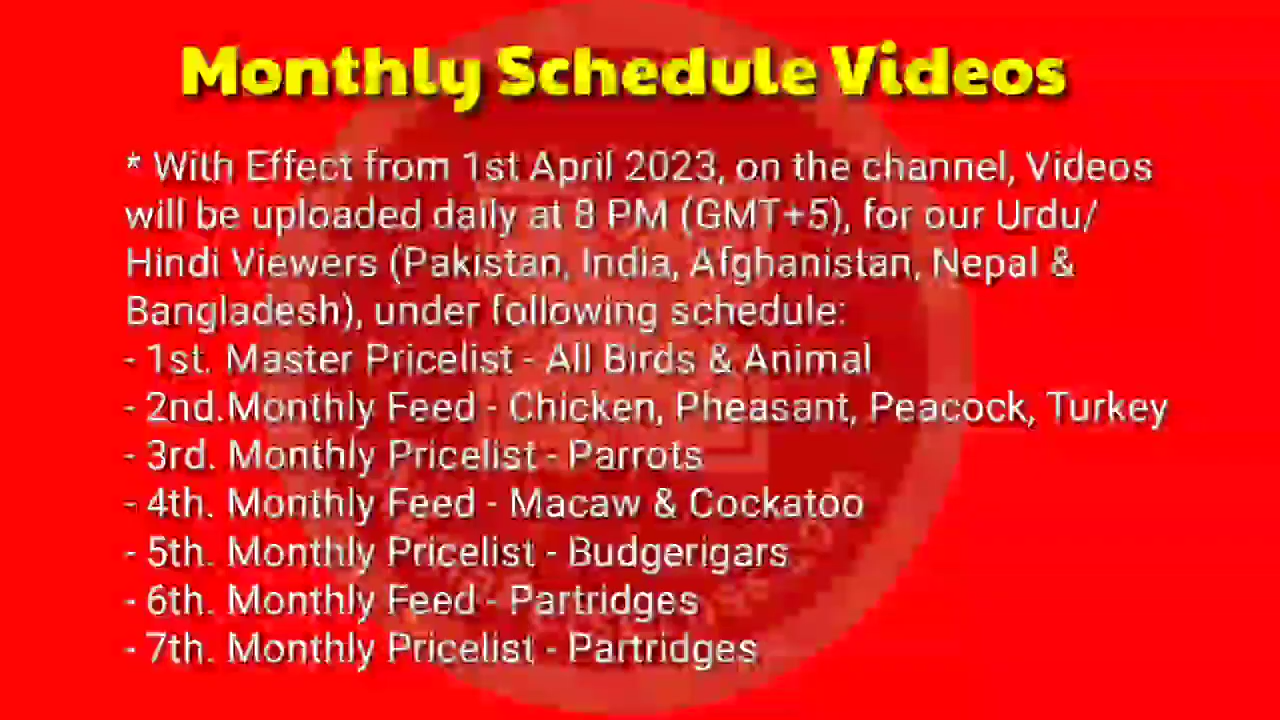 Monthly Schedule Videos
* With Effect from 1st April 2023, on the channel, Videos
will be uploaded daily at 8 PM (GMT+5), for our Urdu/
Hindi Viewers (Pakistan, India, Afghanistan, Nepal &
Bangladesh), under following schedule:
- 1st. Master Pricelist - All Birds & Animal
- 2nd.Monthly Feed - Chicken, Pheasant, Peacock, Turkey
- 3rd. Monthly Pricelist - Parrots
- 4th. Monthly Feed - Macaw & Cockatoo
- 5th. Monthly Pricelist - Budgerigars
- 6th. Monthly Feed - Partridges
- 7th. Monthly Pricelist - Partridges